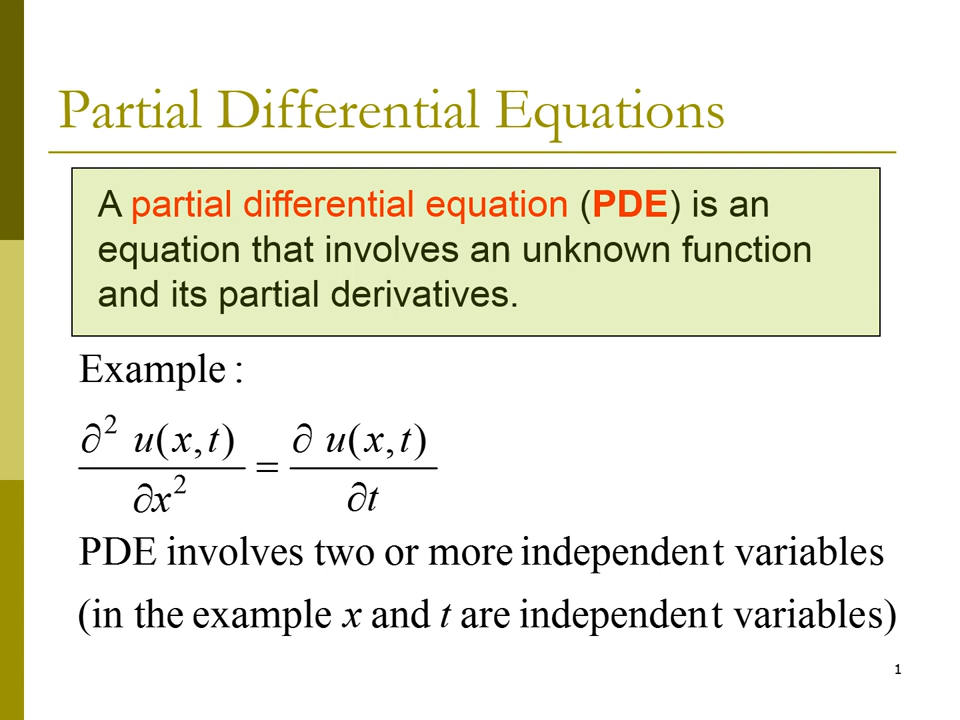 Partial Differential Equations
A partial differential equation (PDE) is an
equation that involves an unknown function
and its partial derivatives.
Example :
∂² u(x,t) / ∂x² = ∂ u(x,t) / ∂t
PDE involves two or more independent variables
(in the example x and t are independent variables)
1